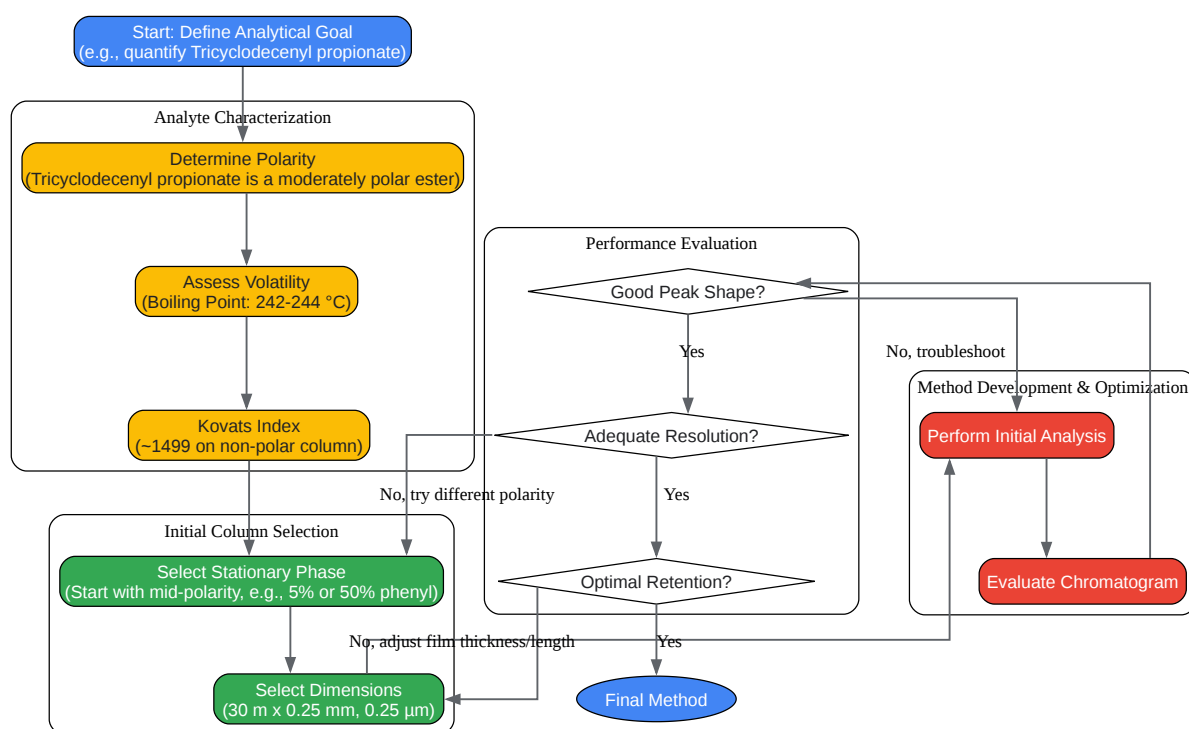 Start: Define Analytical Goal
(e.g., quantify Tricyclodecenyl propionate)
Analyte Characterization
Determine Polarity
(Tricyclodecenyl propionate is a moderately polar ester)
Assess Volatility
(Boiling Point: 242-244 °C)
Kovats Index
(~1499 on non-polar column)
Performance Evaluation
Good Peak Shape?
Yes
No, troubleshoot
Adequate Resolution?
No, try different polarity
Yes
Optimal Retention?
No, adjust film thickness/length
Yes
Final Method
Method Development & Optimization
Perform Initial Analysis
Evaluate Chromatogram
Initial Column Selection
Select Stationary Phase
(Start with mid-polarity, e.g., 5% or 50% phenyl)
Select Dimensions
(30 m x 0.25 mm, 0.25 µm)